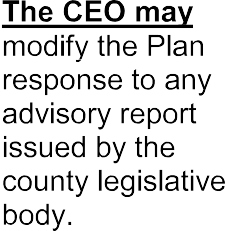 The CEO may
modify the Plan
response to any
advisory report
issued by the
county legislative
body.